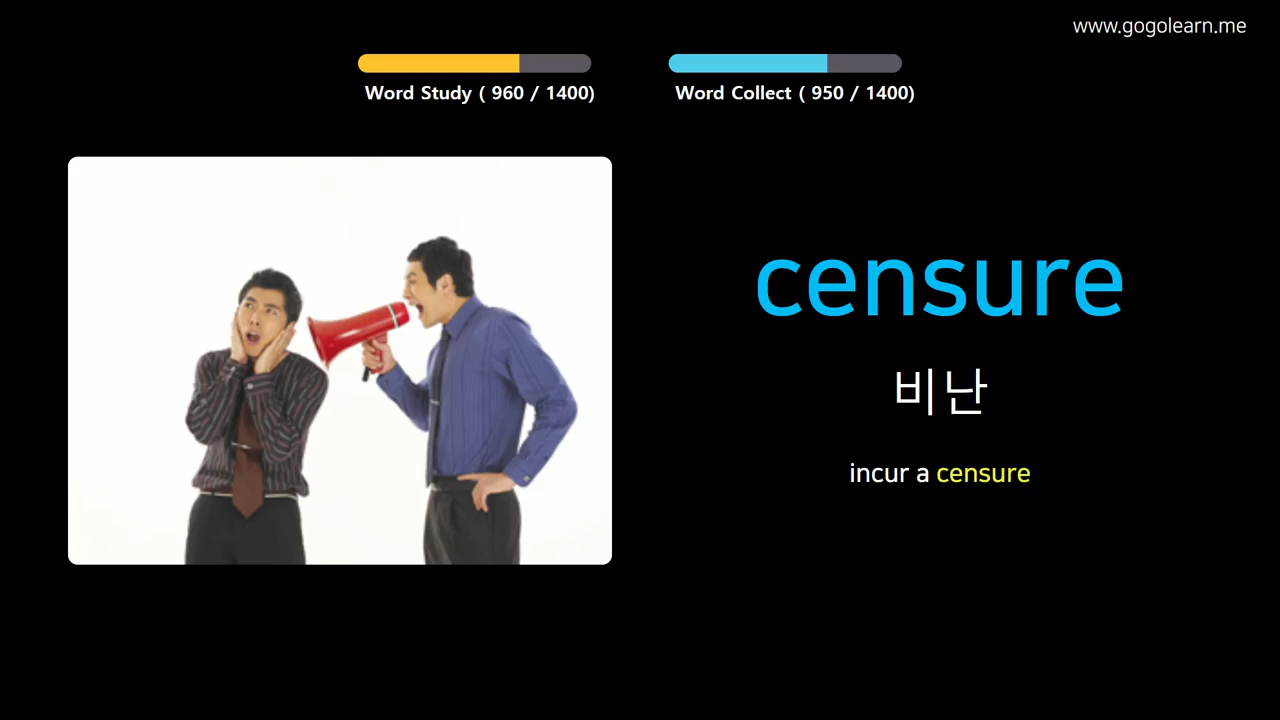 www.gogolearn.me
Word Study ( 960 / 1400)
Word Collect ( 950 / 1400)
censure
비난
incur a censure